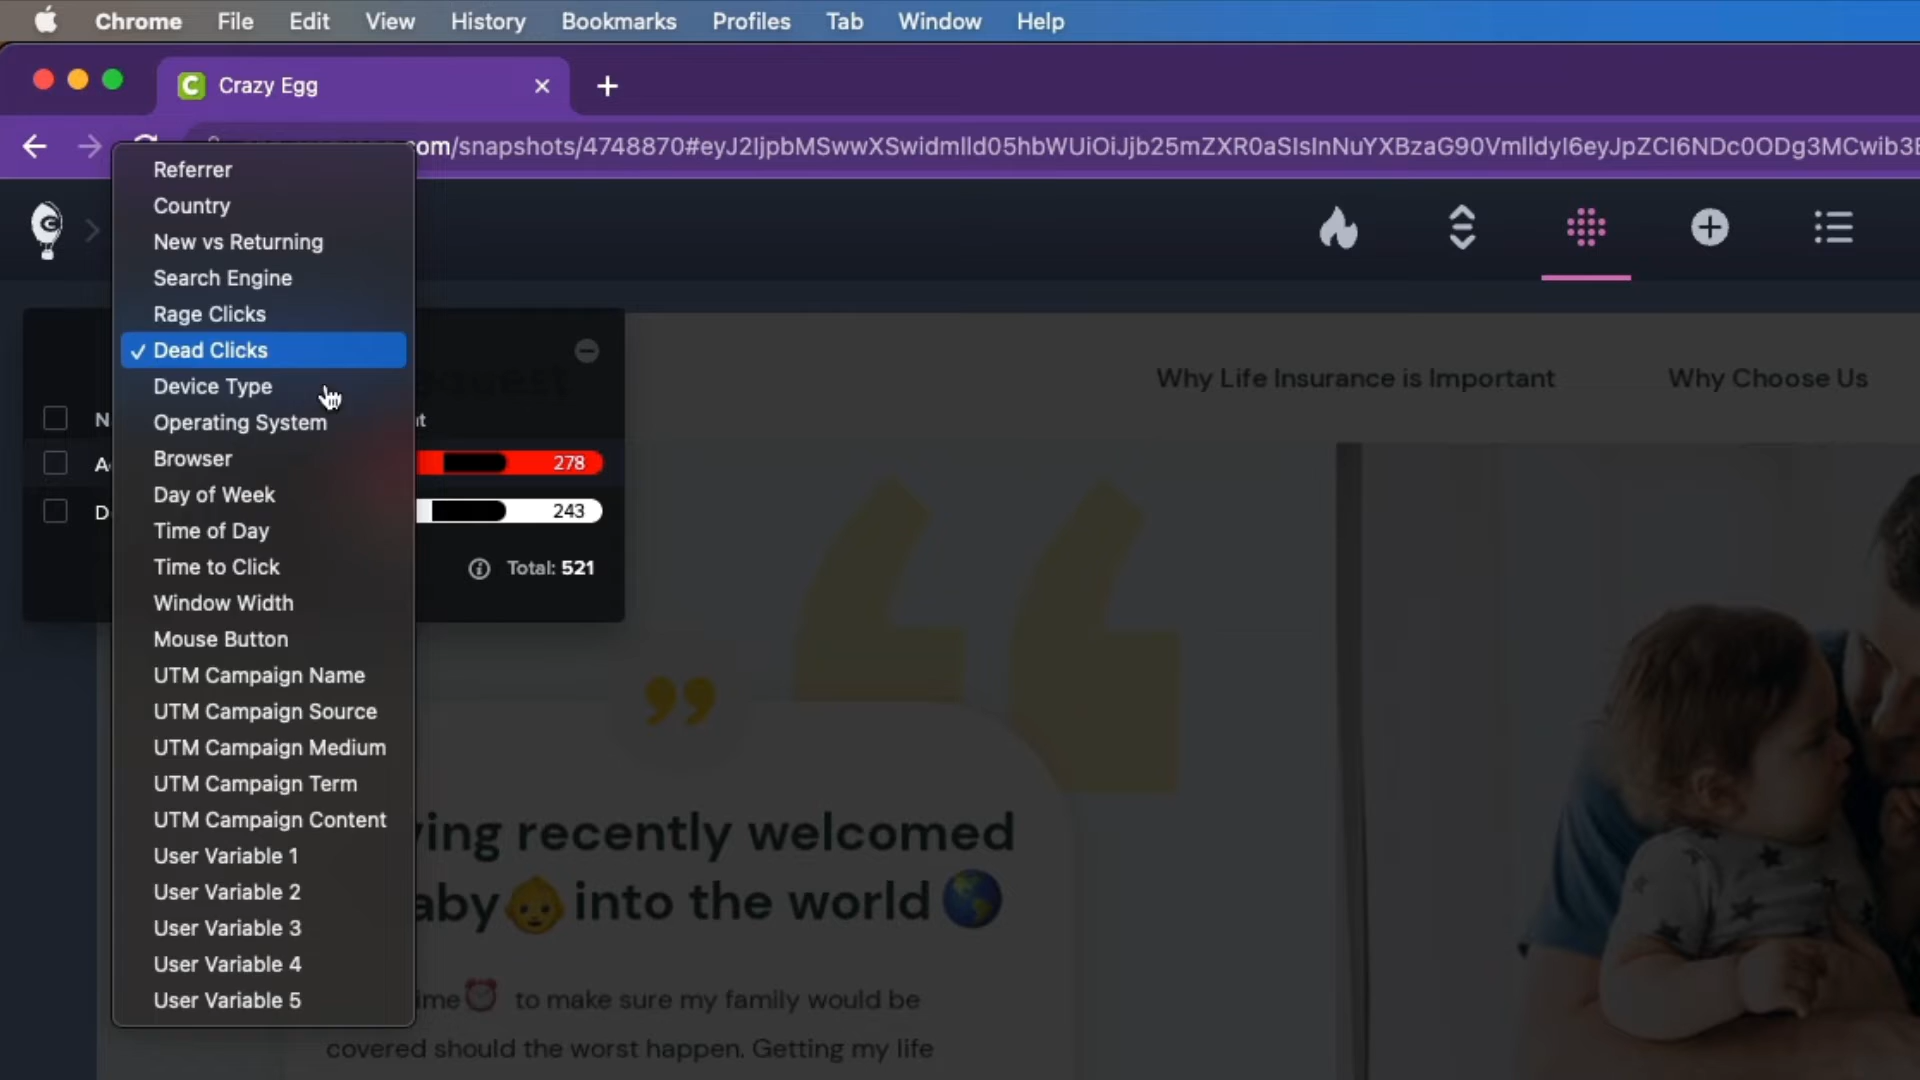 Chrome File Edit View History Bookmarks Profiles Tab Window Help
Crazy Egg
om/snapshots/4748870#eyJ2IjpbMSwwXSwidmlld05hbWUiOiJjb25mZXR0aSIsInNuYXBzaG90VmlldyI6eyJpZCI6NDc0ODg3MCwib3B
Referrer
Country
New vs Returning
Search Engine
Rage Clicks
✓ Dead Clicks
Device Type
Operating System
Browser
Day of Week
Time of Day
Time to Click
Window Width
Mouse Button
UTM Campaign Name
UTM Campaign Source
UTM Campaign Medium
UTM Campaign Term
UTM Campaign Content
User Variable 1
User Variable 2
User Variable 3
User Variable 4
User Variable 5
278
243
Total: 521
Why Life Insurance is Important Why Choose Us
ving recently welcomed
aby👶into the world🌎
ime⏰ to make sure my family would be
covered should the worst happen. Getting my life